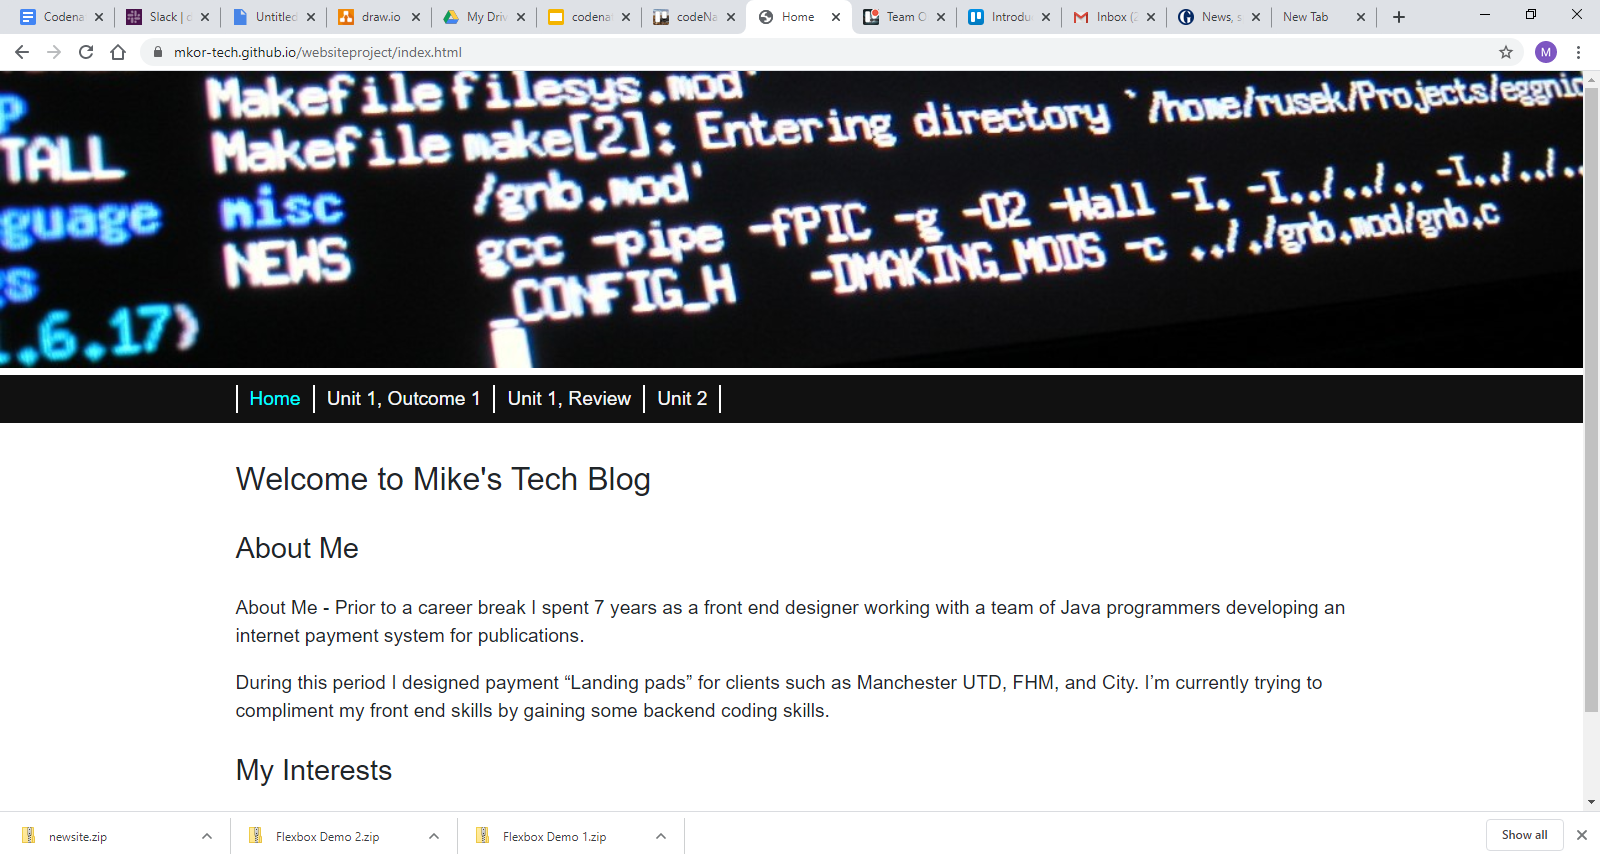 Codena
Slack |
Untitled
draw.io
My Driv
codena
codeNa
Home
Team O
Introdu
Inbox (2
News, s
New Tab
mkor-tech.github.io/websiteproject/index.html
M
Makefile filesys.mod'
TALL Makefile make[2]: Entering directory `/home/rusek/Projects/eggnic
guage misc /gnb.mod'
NEWS gcc -pipe -fPIC -g -O2 -Wall -I. -I../../.. -I../../..
_CONFIG_H -DMAKING_MODS -c .././gnb.mod/gnb.c
.6.17)
Home
Unit 1, Outcome 1
Unit 1, Review
Unit 2
Welcome to Mike's Tech Blog
About Me
About Me - Prior to a career break I spent 7 years as a front end designer working with a team of Java programmers developing an
internet payment system for publications.
During this period I designed payment “Landing pads” for clients such as Manchester UTD, FHM, and City. I’m currently trying to
compliment my front end skills by gaining some backend coding skills.
My Interests
newsite.zip
Flexbox Demo 2.zip
Flexbox Demo 1.zip
Show all